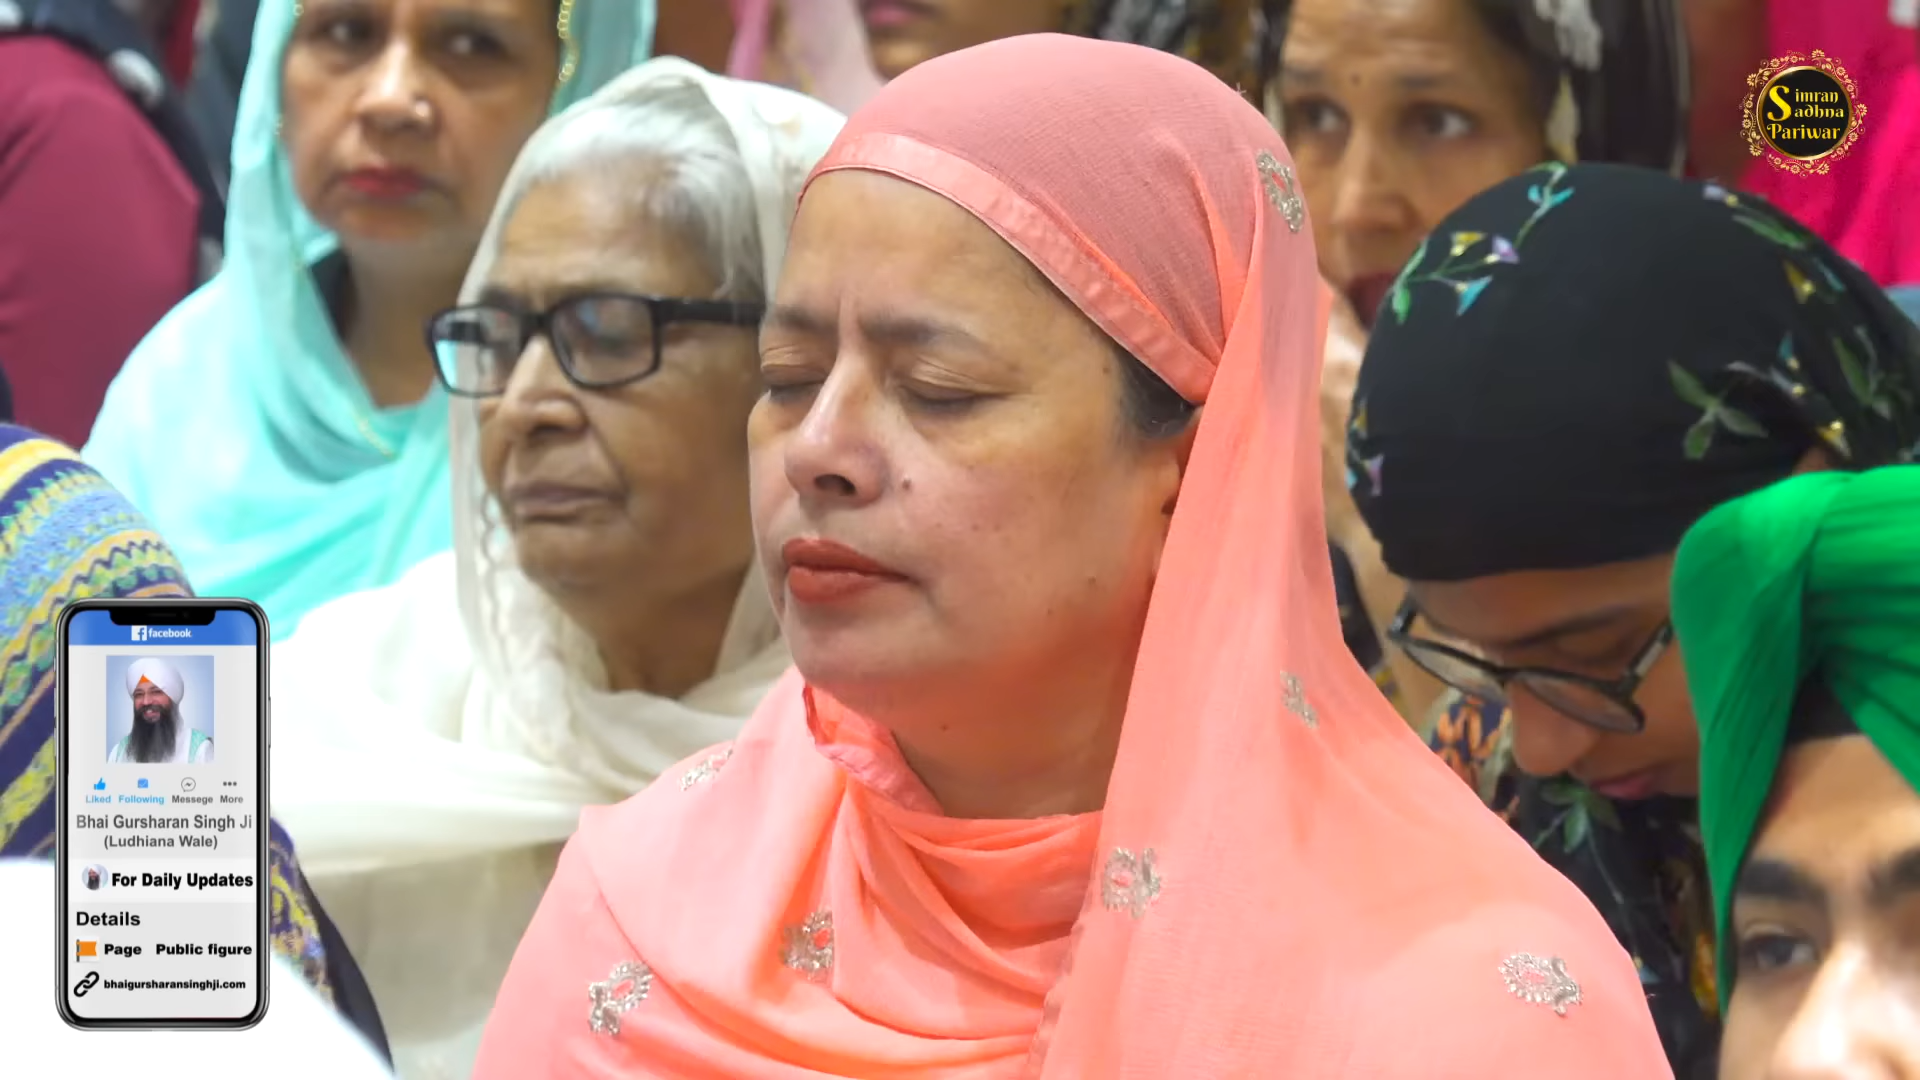 Simran
Sadhna
Pariwar
facebook
Liked Following Messege More
Bhai Gursharan Singh Ji
(Ludhiana Wale)
For Daily Updates
Details
Page Public figure
bhaigursharansinghji.com